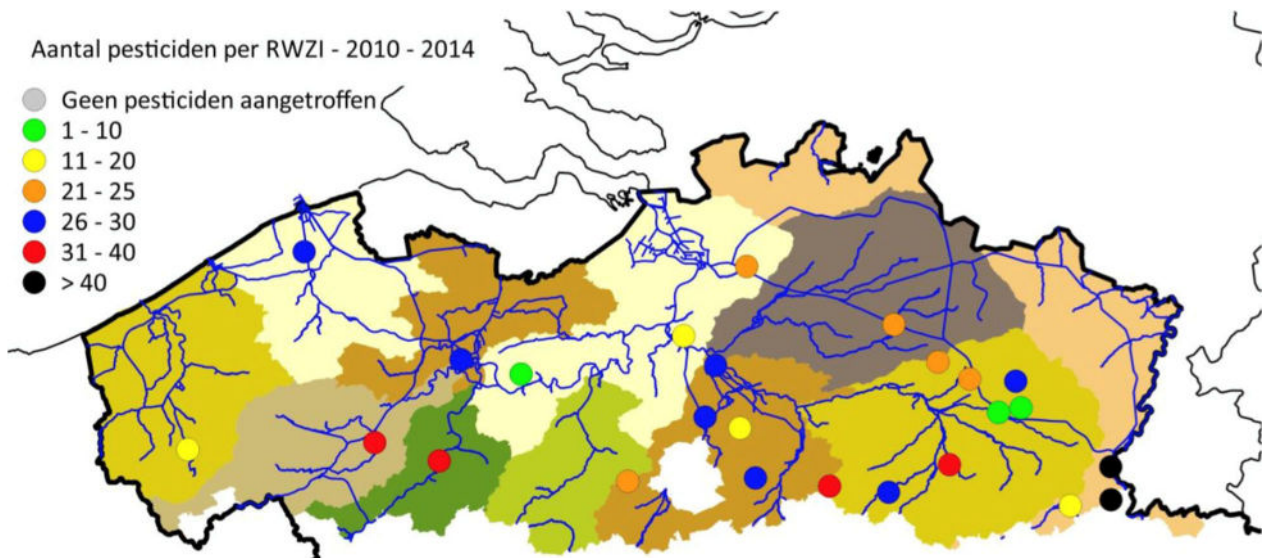 Aantal pesticiden per RWZI - 2010 - 2014
Geen pesticiden aangetroffen
1 - 10
11 - 20
21 - 25
26 - 30
31 - 40
> 40